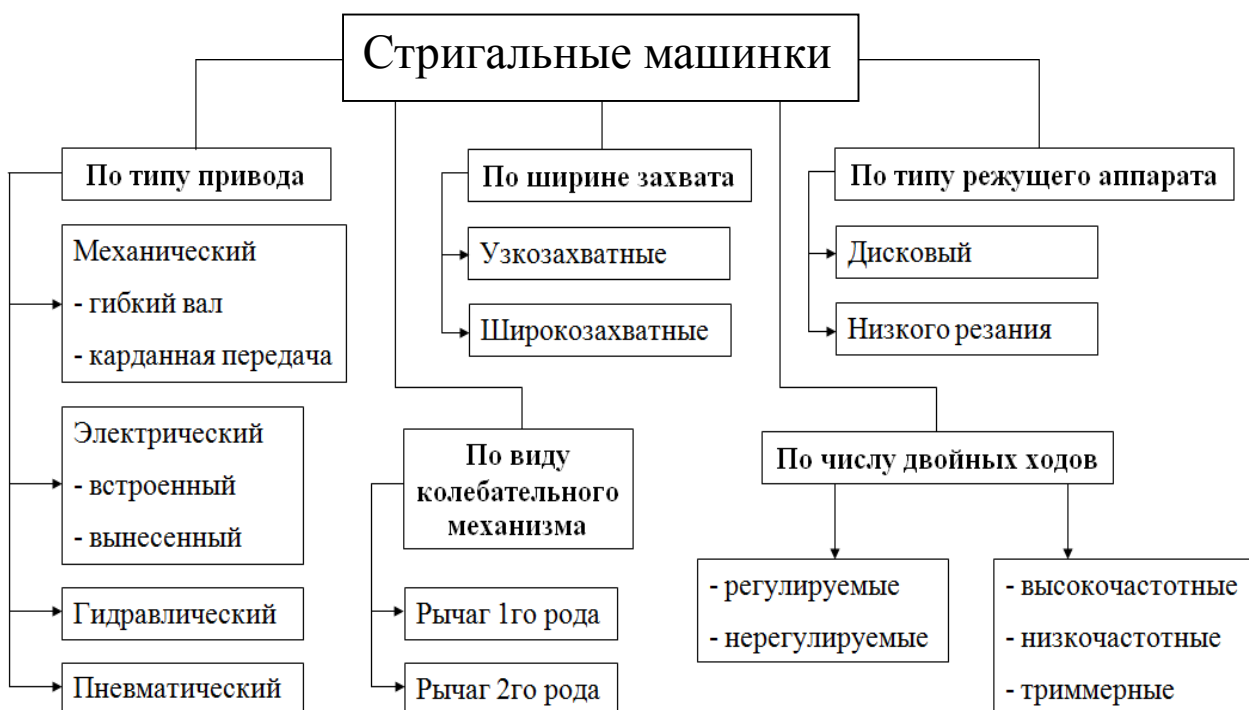 Стригальные машинки
По типу привода
Механический
- гибкий вал
- карданная передача
Электрический
- встроенный
- вынесенный
Гидравлический
Пневматический
По виду
колебательного
механизма
Рычаг 1го рода
Рычаг 2го рода
По ширине захвата
Узкозахватные
Широкозахватные
По числу двойных ходов
- регулируемые
- нерегулируемые
- высокочастотные
- низкочастотные
- триммерные
По типу режущего аппарата
Дисковый
Низкого резания